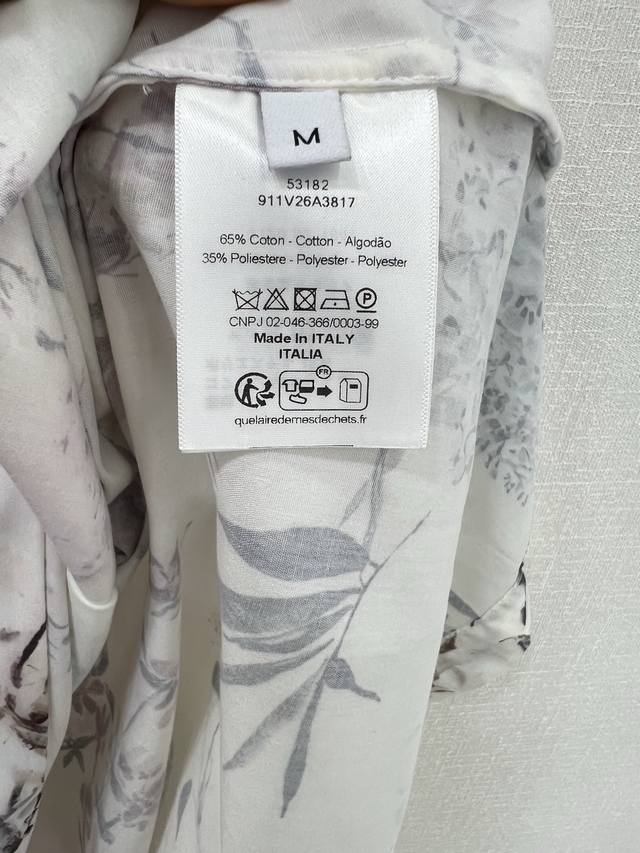 M
53182
911V26A3817
65% Coton - Cotton - Algodão
35% Poliestere - Polyester - Polyester
CNPJ 02-046-366/0003-99
Made In ITALY
ITALIA
FR
quelairedemesdechets.fr